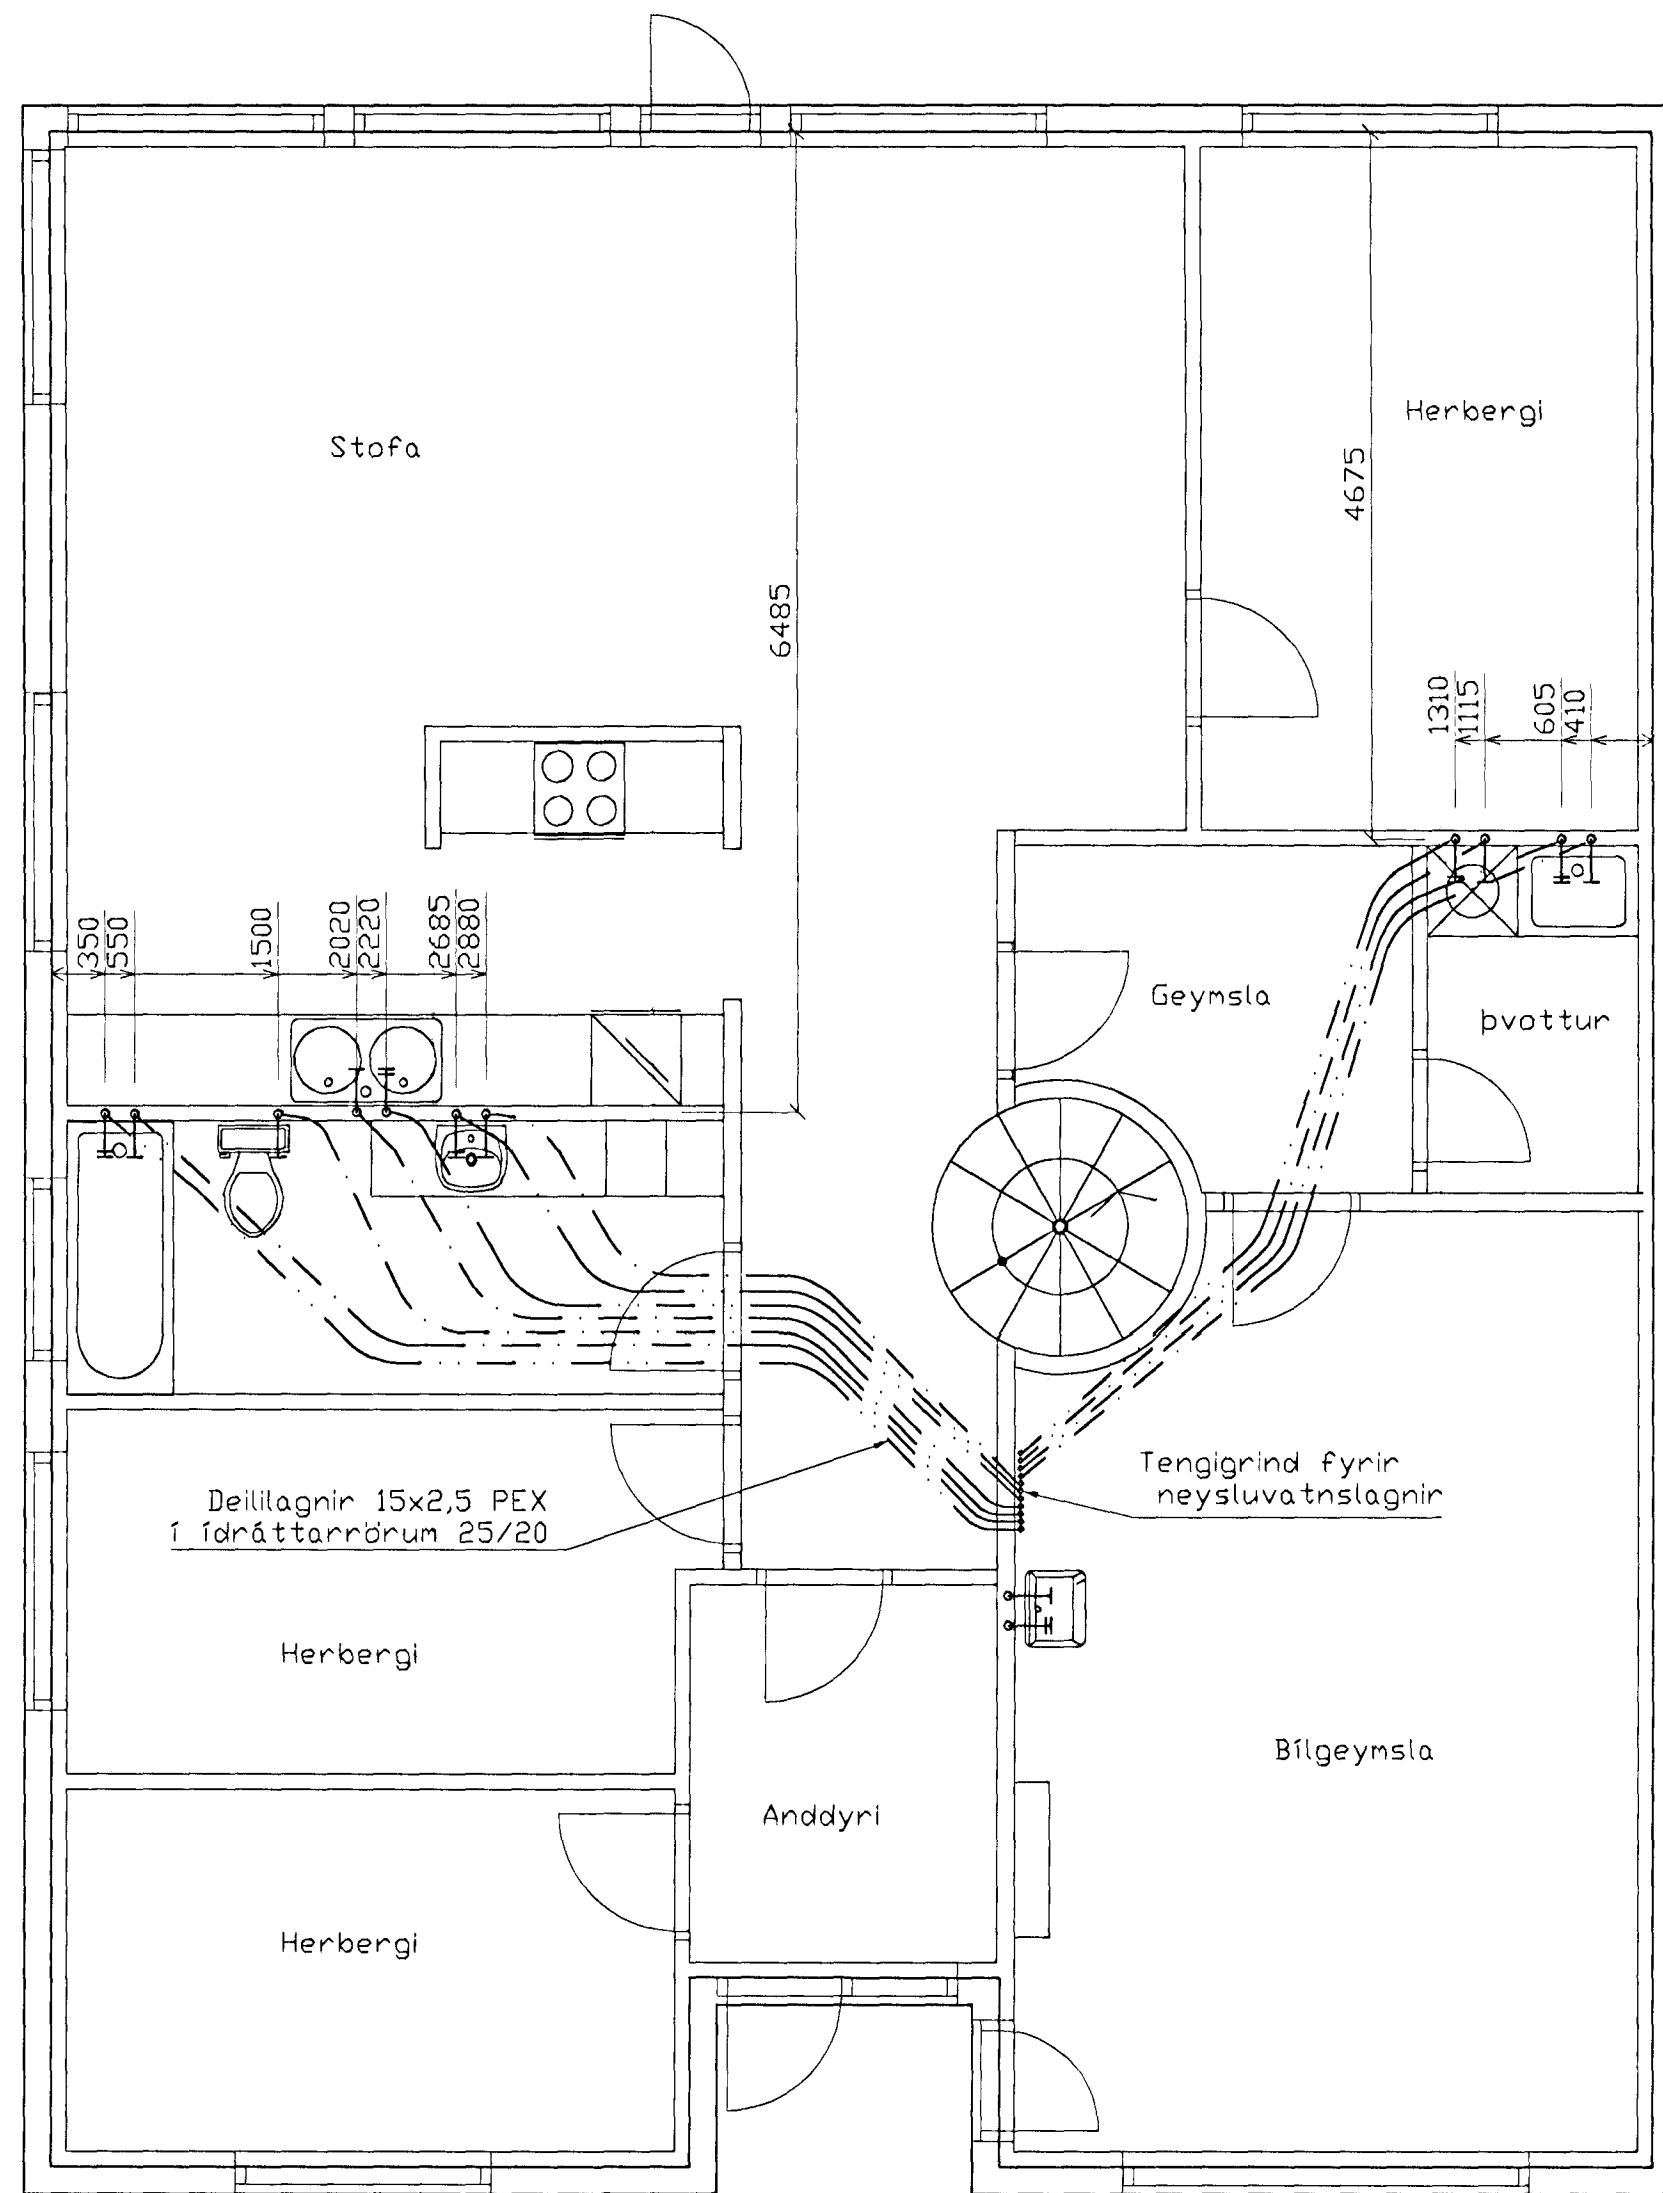 Stofa
Herbergi
4675
6485
1310
1115
605
410
350
550
1500
2020
2220
2685
2880
Geymsla
Þvottur
Deililagnir 15x2,5 PEX
í ídráttarrörum 25/20
Tengigrind fyrir
neysluvatnslagnir
Herbergi
Bílgeymsla
Anddyri
Herbergi